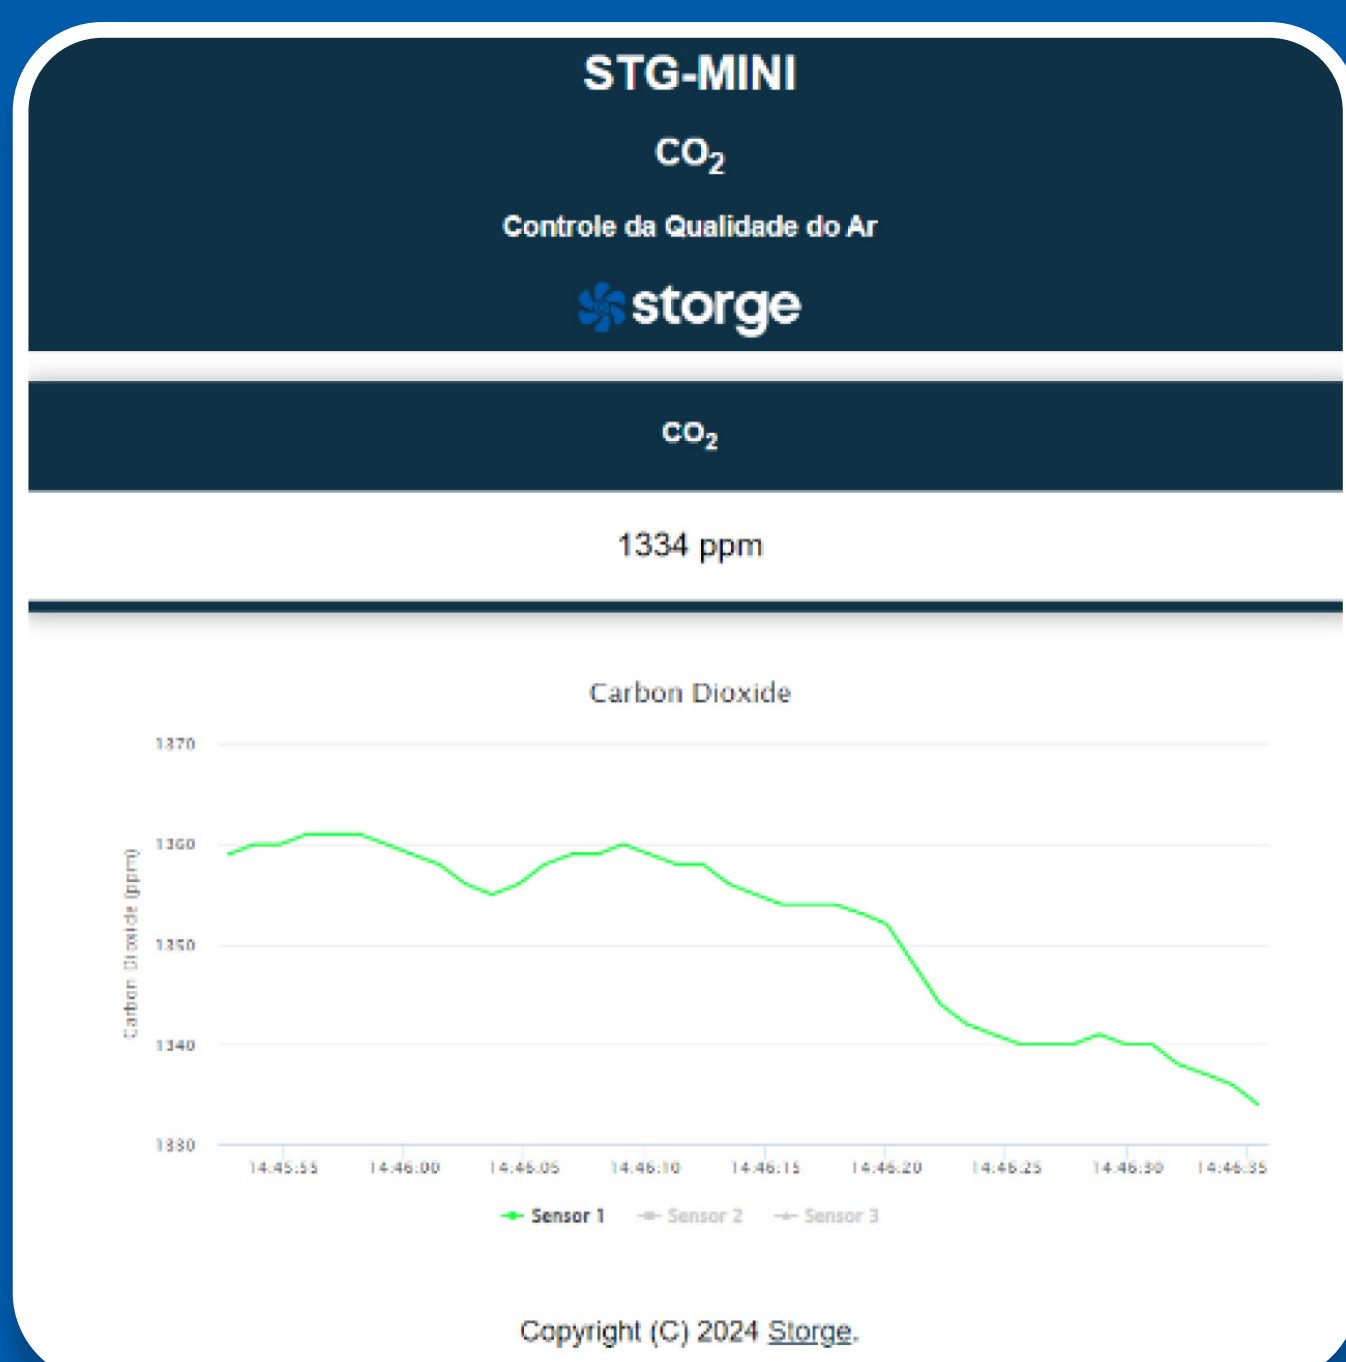 STG-MINI
CO₂
Controle da Qualidade do Ar
storge
CO₂
1334 ppm
Carbon Dioxide
1370
1360
1350
1340
1330
Carbon Dioxide (ppm)
14:45:55 14:46:00 14:46:05 14:46:10 14:46:15 14:46:20 14:46:25 14:46:30 14:46:35
Sensor 1 Sensor 2 Sensor 3
Copyright (C) 2024 Storge.